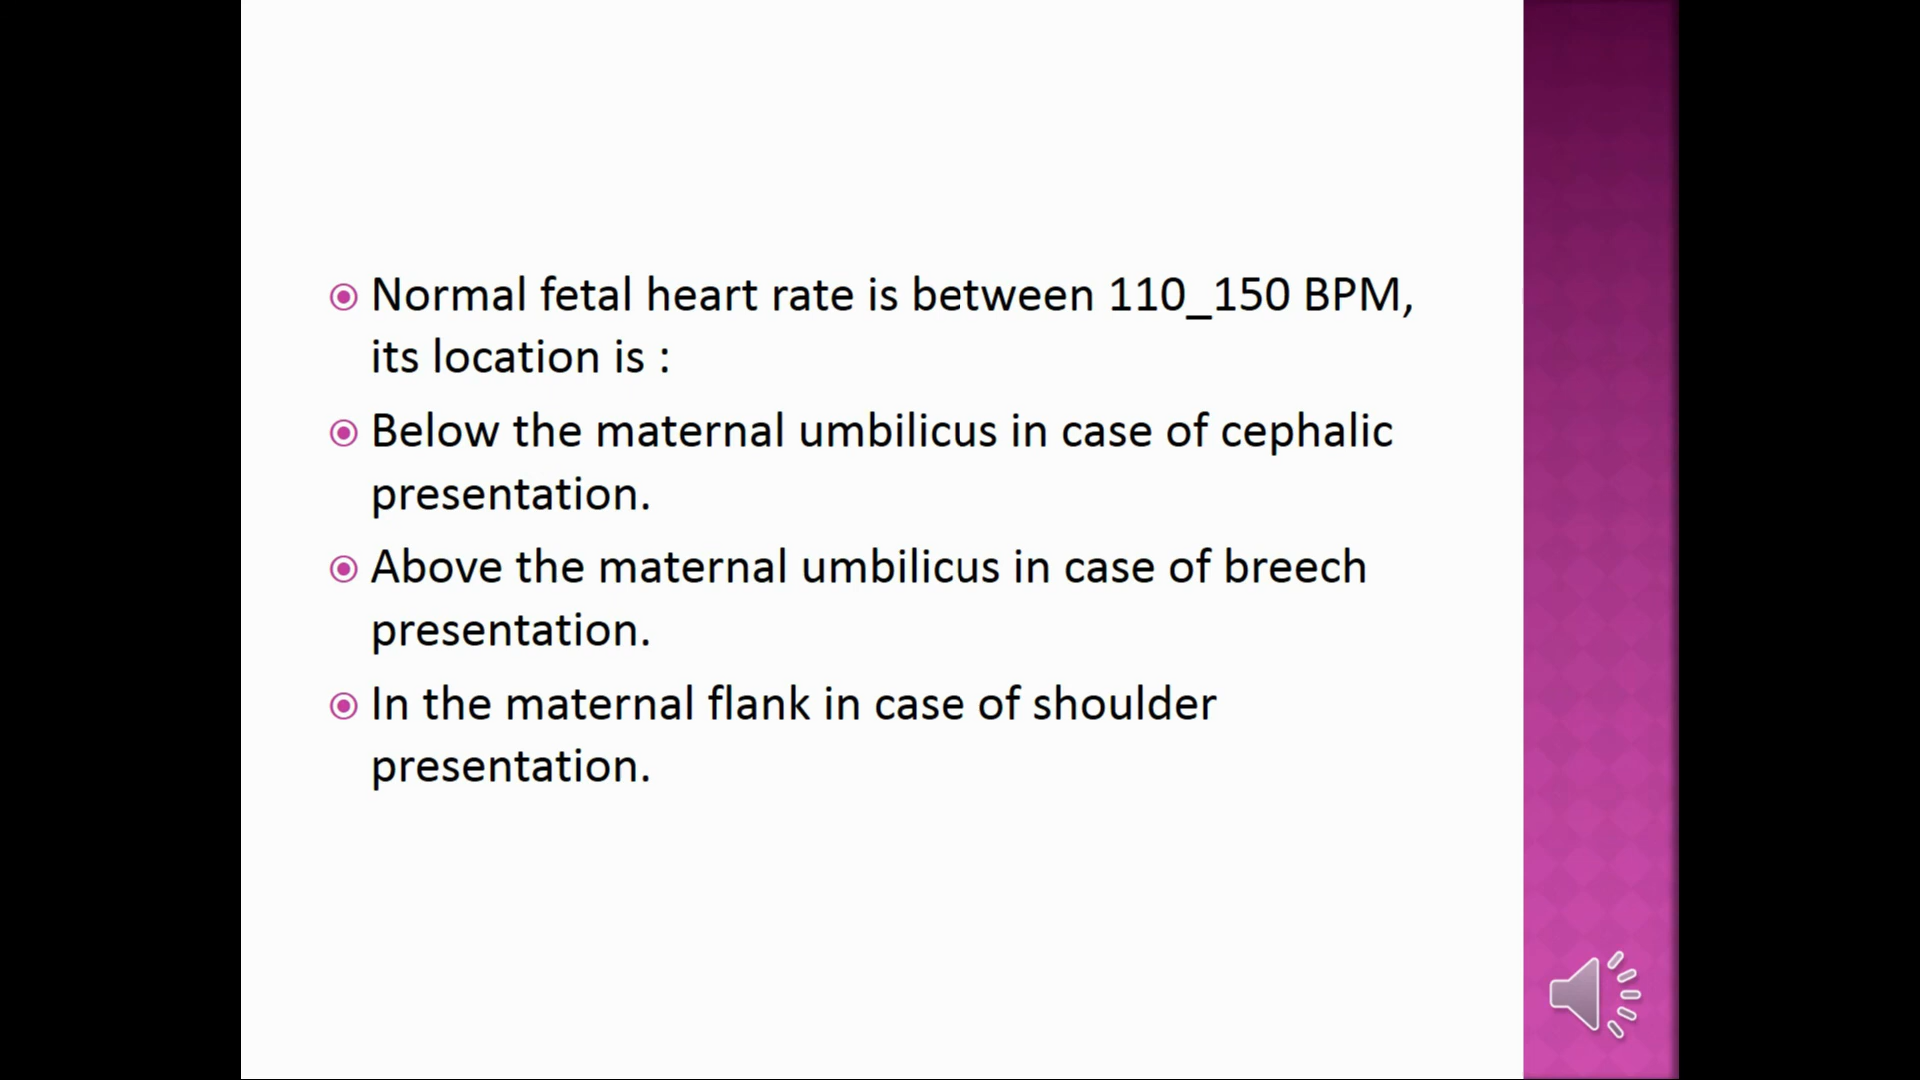 Normal fetal heart rate is between 110_150 BPM,
its location is :
Below the maternal umbilicus in case of cephalic
presentation.
Above the maternal umbilicus in case of breech
presentation.
In the maternal flank in case of shoulder
presentation.